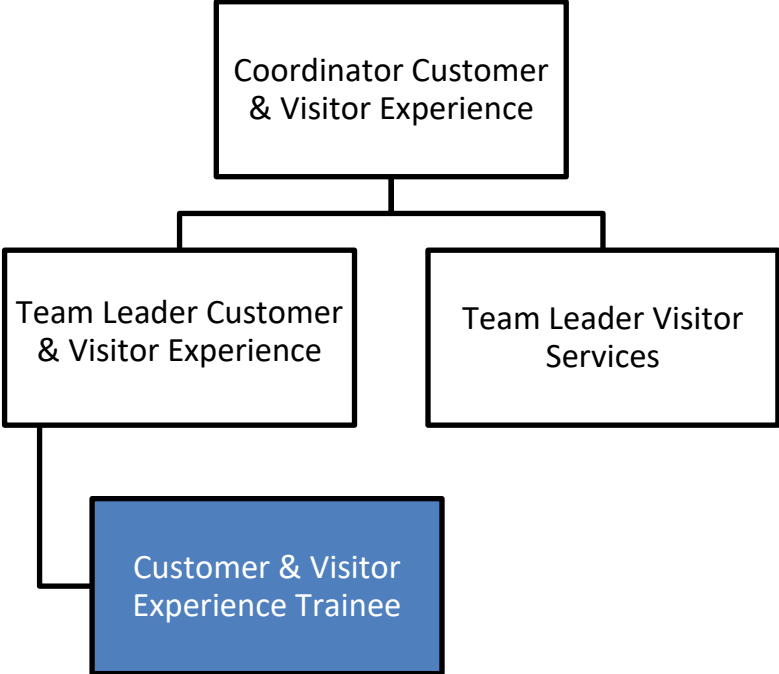 Coordinator Customer
& Visitor Experience
Team Leader Customer
& Visitor Experience
Team Leader Visitor
Services
Customer & Visitor
Experience Trainee